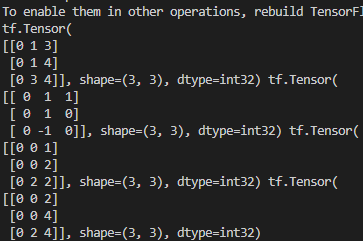 To enable them in other operations, rebuild TensorFl
tf.Tensor(
[[0 1 3]
 [0 1 4]
 [0 3 4]], shape=(3, 3), dtype=int32) tf.Tensor(
[[ 0  1  1]
 [ 0  1  0]
 [ 0 -1  0]], shape=(3, 3), dtype=int32) tf.Tensor(
[[0 0 1]
 [0 0 2]
 [0 2 2]], shape=(3, 3), dtype=int32) tf.Tensor(
[[0 0 2]
 [0 0 4]
 [0 2 4]], shape=(3, 3), dtype=int32)